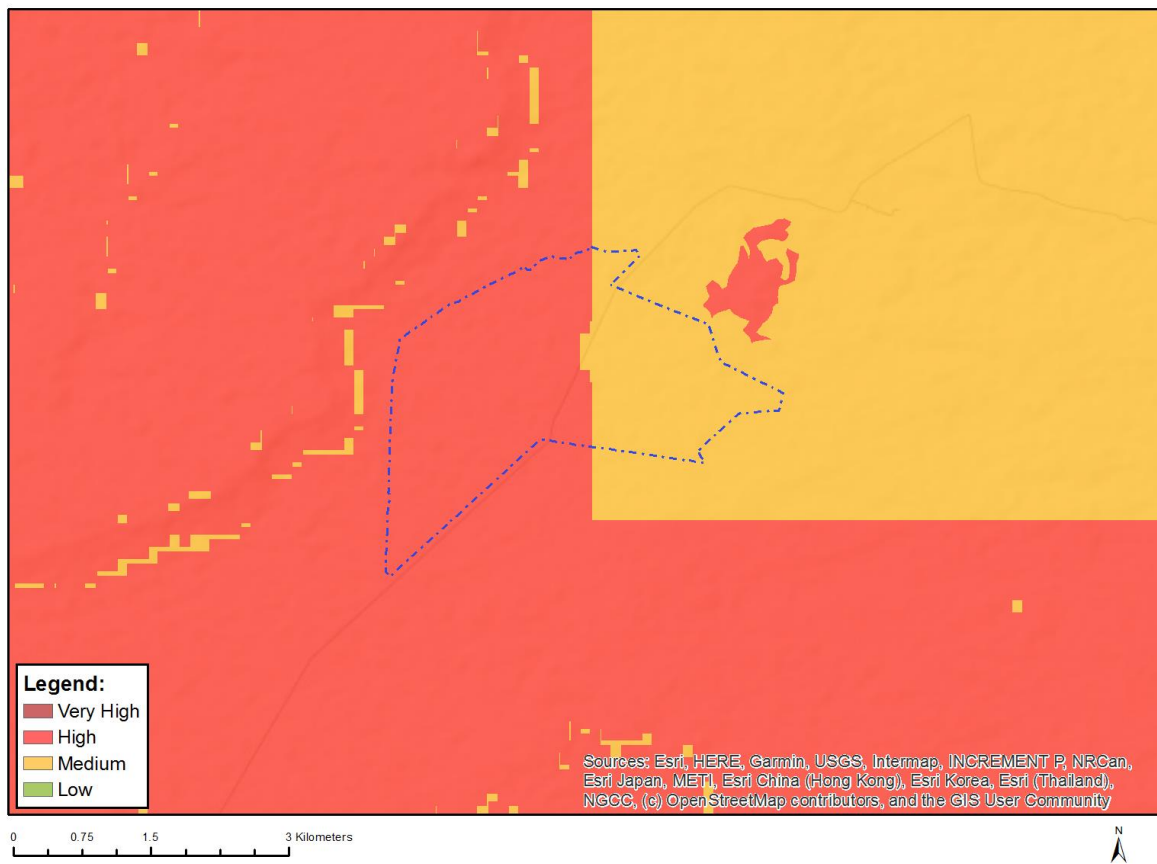 Legend:
Very High
High
Medium
Low
Sources: Esri, HERE, Garmin, USGS, Intermap, INCREMENT P, NRCan,
Esri Japan, METI, Esri China (Hong Kong), Esri Korea, Esri (Thailand),
NGCC, (c) OpenStreetMap contributors, and the GIS User Community
0 0.75 1.5 3 Kilometers
N